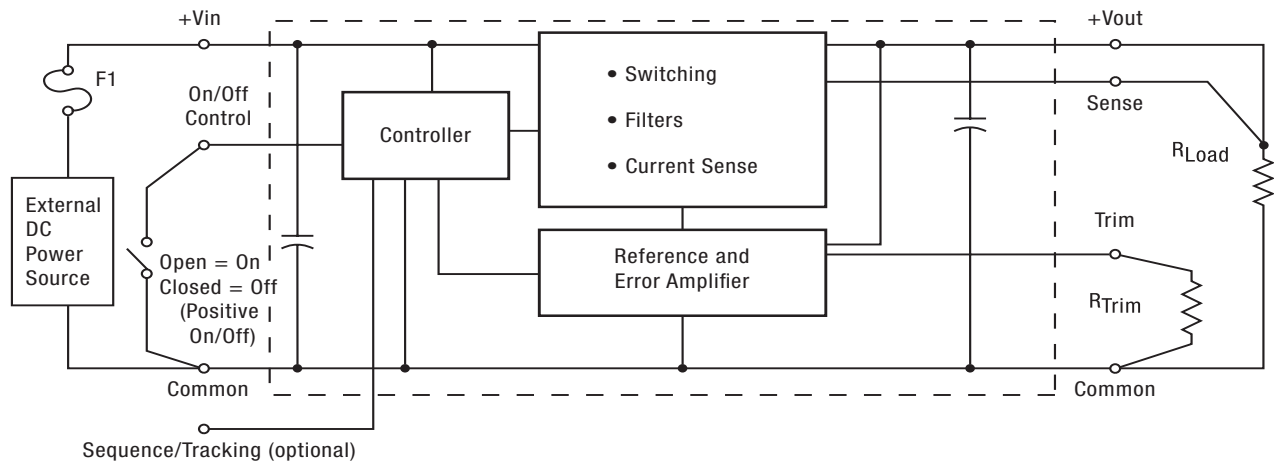 +Vin
+Vout
F1
On/Off
Control
Controller
• Switching
• Filters
• Current Sense
Sense
RLoad
External
DC
Power
Source
Open = On
Closed = Off
(Positive
On/Off)
Reference and
Error Amplifier
Trim
RTrim
Common
Common
Sequence/Tracking (optional)